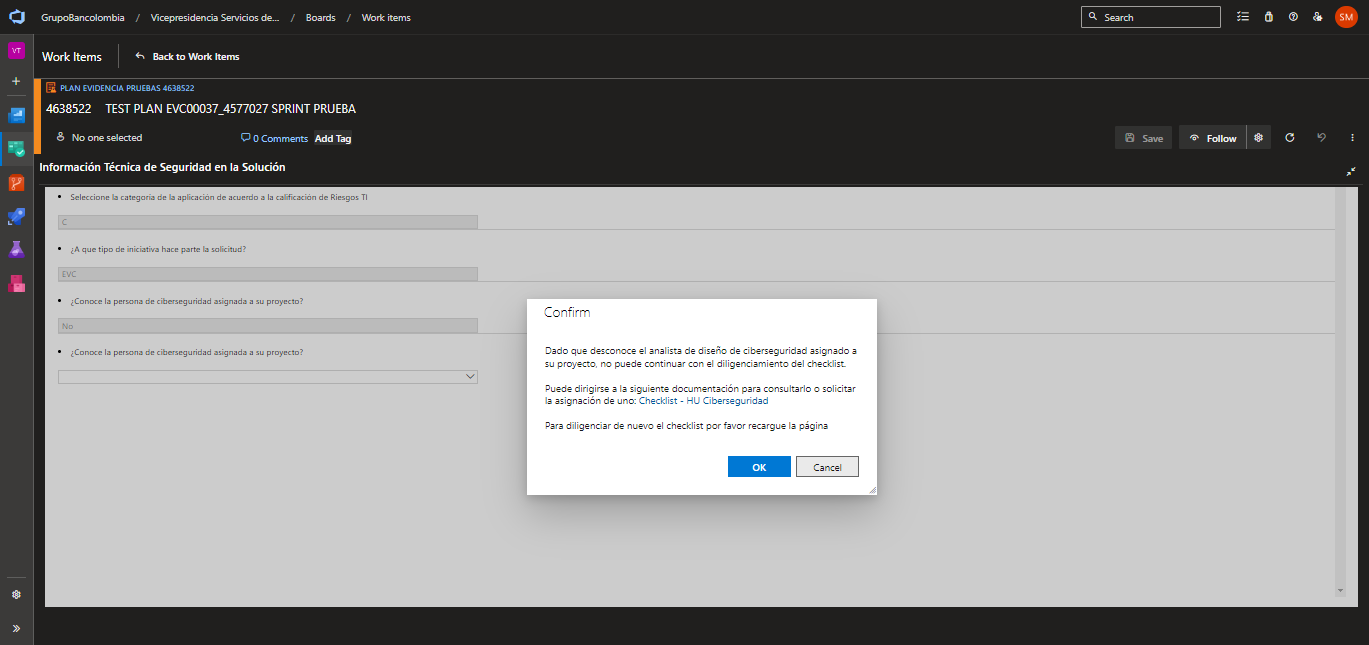 GrupoBancolombia / Vicepresidencia Servicios de... / Boards / Work items
Search
SM
VT
Work Items
Back to Work Items
PLAN EVIDENCIA PRUEBAS 4638522
4638522 TEST PLAN EVC00037_4577027 SPRINT PRUEBA
No one selected
0 Comments
Add Tag
Save
Follow
Información Técnica de Seguridad en la Solución
• Seleccione la categoría de la aplicación de acuerdo a la calificación de Riesgos TI
C
• ¿A que tipo de iniciativa hace parte la solicitud?
EVC
• ¿Conoce la persona de ciberseguridad asignada a su proyecto?
No
• ¿Conoce la persona de ciberseguridad asignada a su proyecto?
Confirm
Dado que desconoce el analista de diseño de ciberseguridad asignado a
su proyecto, no puede continuar con el diligenciamiento del checklist.
Puede dirigirse a la siguiente documentación para consultarlo o solicitar
la asignación de uno: Checklist - HU Ciberseguridad
Para diligenciar de nuevo el checklist por favor recargue la página
OK
Cancel